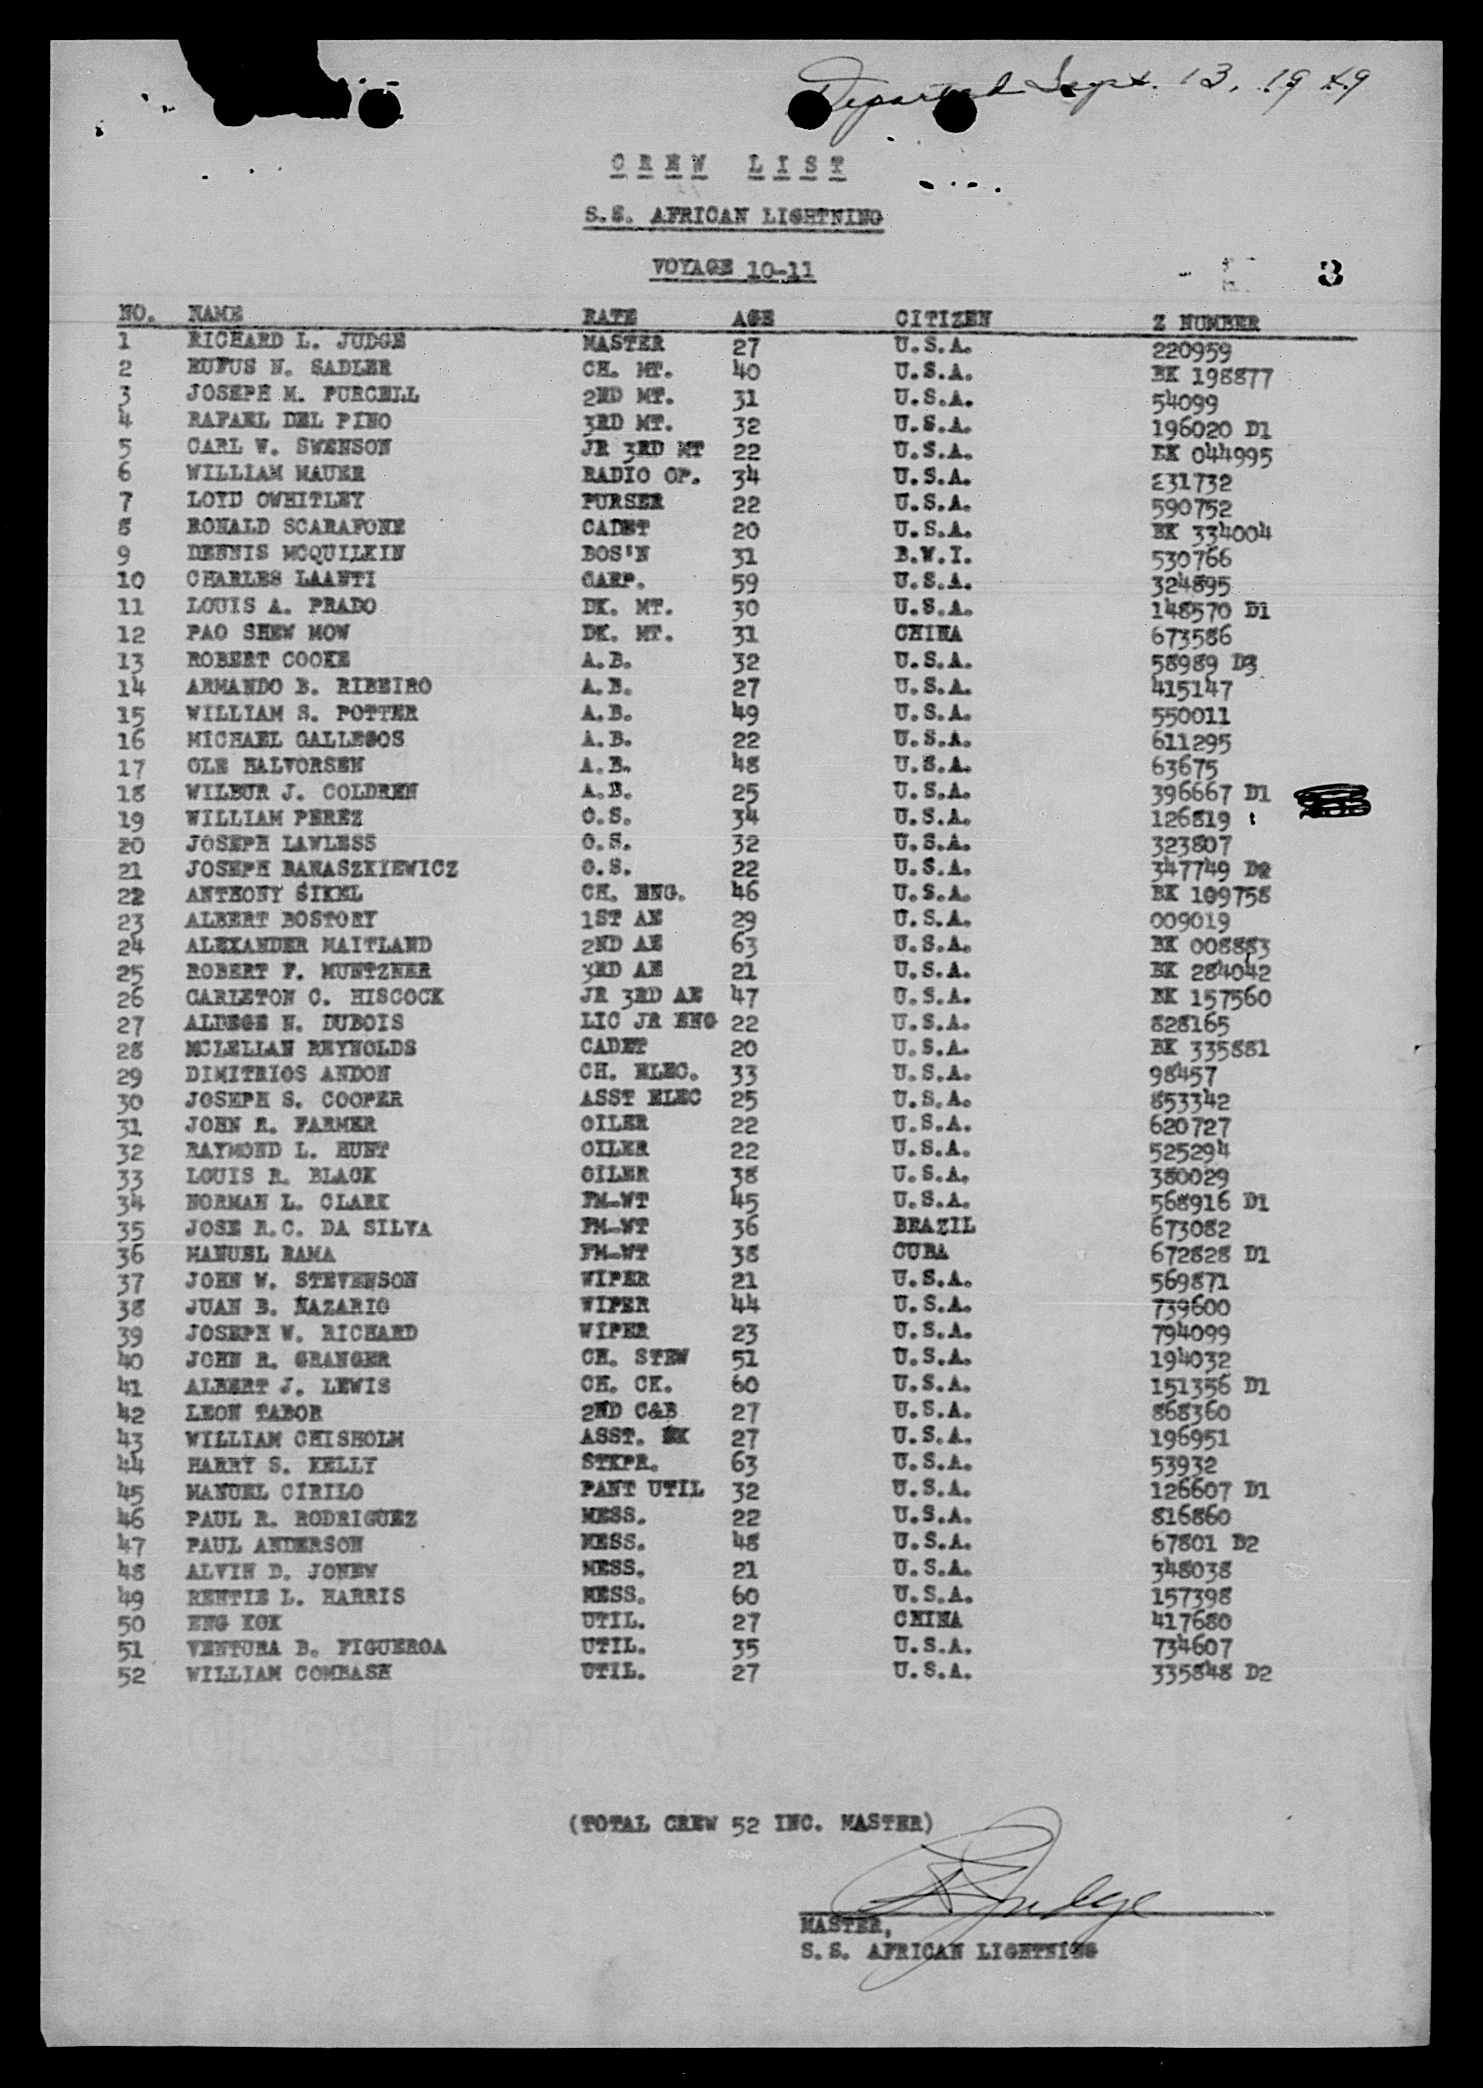 Departed Sept. 13, 1949
CREW LIST
S.S. AFRICAN LIGHTNING
VOYAGE 10-11
3
NO. NAME RATE AGE CITIZEN Z NUMBER
1 RICHARD L. JUDGE MASTER 27 U.S.A. 220959
2 RUFUS N. SADLER CH. MT. 40 U.S.A. BK 198877
3 JOSEPH M. PURCELL 2ND MT. 31 U.S.A. 54099
4 RAFAEL DEL PINO 3RD MT. 32 U.S.A. 196020 D1
5 CARL W. SWENSON JR 3RD MT 22 U.S.A. BK 044995
6 WILLIAM MAUER RADIO OP. 34 U.S.A. 231732
7 LOYD OWHITLEY PURSER 22 U.S.A. 590752
8 RONALD SCARAFONE CADET 20 U.S.A. BK 334004
9 DENNIS MCQUILKIN BOS'N 31 B.W.I. 530766
10 CHARLES LAANTI CARP. 59 U.S.A. 324895
11 LOUIS A. PRADO DK. MT. 30 U.S.A. 148570 D1
12 PAO SHEW MOW DK. MT. 31 CHINA 673586
13 ROBERT COOKE A.B. 32 U.S.A. 58989 D3
14 ARMANDO B. RIBEIRO A.B. 27 U.S.A. 415147
15 WILLIAM S. POTTER A.B. 49 U.S.A. 550011
16 MICHAEL GALLEGOS A.B. 22 U.S.A. 611295
17 OLE HALVORSEN A.B. 48 U.S.A. 63675
18 WILBUR J. COLDREN A.B. 25 U.S.A. 396667 D1
19 WILLIAM PEREZ O.S. 34 U.S.A. 126819
20 JOSEPH LAWLESS O.S. 32 U.S.A. 323807
21 JOSEPH BANASZKIEWICZ O.S. 22 U.S.A. 347749 D2
22 ANTHONY SIKEL CH. ENG. 46 U.S.A. BK 109758
23 ALBERT BOSTORY 1ST AE 29 U.S.A. 009019
24 ALEXANDER MAITLAND 2ND AE 63 U.S.A. BK 008883
25 ROBERT F. MUNTZNER 3RD AE 21 U.S.A. BK 284042
26 CARLETON C. HISCOCK JR 3RD AE 47 U.S.A. BK 157560
27 ALDEGE N. DUBOIS LIC JR ENG 22 U.S.A. 828165
28 MCLELLAN REYNOLDS CADET 20 U.S.A. BK 335881
29 DIMITRIOS ANDON CH. ELEC. 33 U.S.A. 98457
30 JOSEPH S. COOPER ASST ELEC 25 U.S.A. 853342
31 JOHN R. FARMER OILER 22 U.S.A. 620727
32 RAYMOND L. HUNT OILER 22 U.S.A. 525294
33 LOUIS R. BLACK OILER 38 U.S.A. 380029
34 NORMAN L. CLARK FM-WT 45 U.S.A. 568916 D1
35 JOSE R.C. DA SILVA FM-WT 36 BRAZIL 673082
36 MANUEL RAMA FM-WT 38 CUBA 672828 D1
37 JOHN W. STEVENSON WIPER 21 U.S.A. 569871
38 JUAN B. NAZARIO WIPER 44 U.S.A. 739600
39 JOSEPH W. RICHARD WIPER 23 U.S.A. 794099
40 JOHN R. GRANGER CH. STEW 51 U.S.A. 194032
41 ALBERT J. LEWIS CH. CK. 60 U.S.A. 151356 D1
42 LEON TABOR 2ND C&B 27 U.S.A. 868360
43 WILLIAM CHISHOLM ASST. 27 U.S.A. 196951
44 HARRY S. KELLY STKPR. 63 U.S.A. 53932
45 MANUEL CIRILO PANT UTIL 32 U.S.A. 126607 D1
46 PAUL R. RODRIGUEZ MESS. 22 U.S.A. 816860
47 PAUL ANDERSON MESS. 48 U.S.A. 67801 D2
48 ALVIN D. JONEW MESS. 21 U.S.A. 348038
49 RENTIE L. HARRIS MESS. 60 U.S.A. 157398
50 ENG KOK UTIL. 27 CHINA 417680
51 VENTURA B. FIGUEROA UTIL. 35 U.S.A. 734607
52 WILLIAM COMBASH UTIL. 27 U.S.A. 335848 D2
(TOTAL CREW 52 INC. MASTER)
R Judge
MASTER,
S.S. AFRICAN LIGHTNING